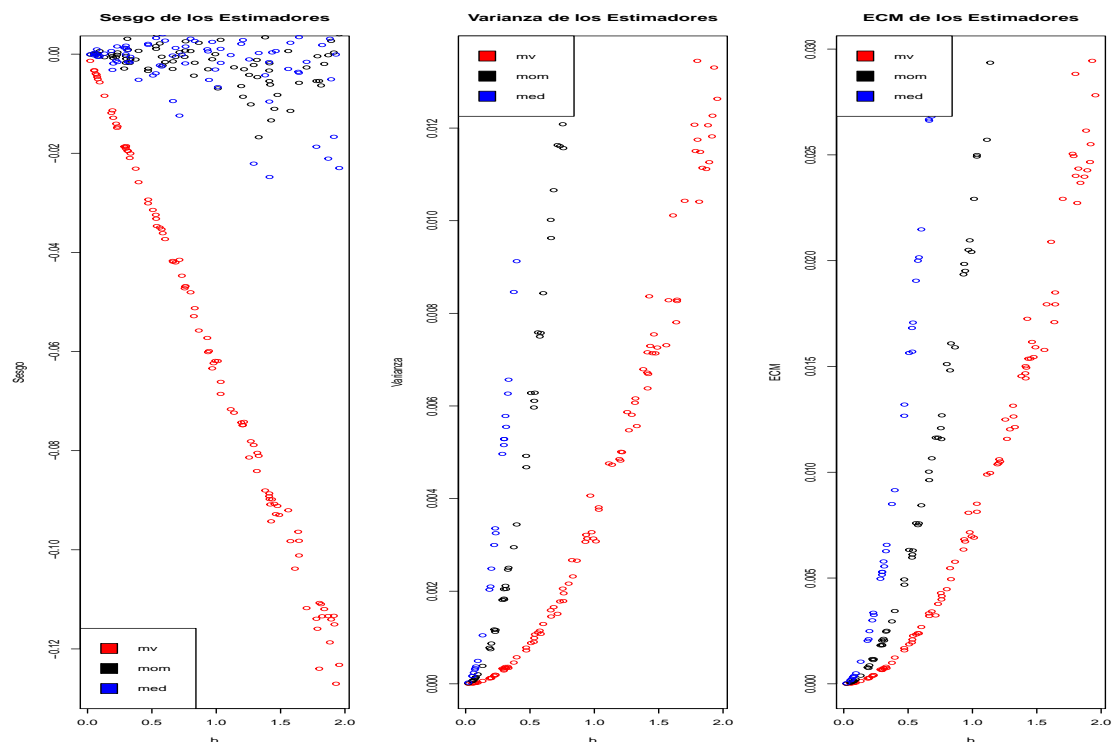 Sesgo de los Estimadores
Sesgo
0.00
-0.02
-0.04
-0.06
-0.08
-0.10
-0.12
mv
mom
med
0.0 0.5 1.0 1.5 2.0
Varianza de los Estimadores
Varianza
0.012
0.010
0.008
0.006
0.004
0.002
0.000
mv
mom
med
0.0 0.5 1.0 1.5 2.0
ECM de los Estimadores
ECM
0.030
0.025
0.020
0.015
0.010
0.005
0.000
mv
mom
med
0.0 0.5 1.0 1.5 2.0